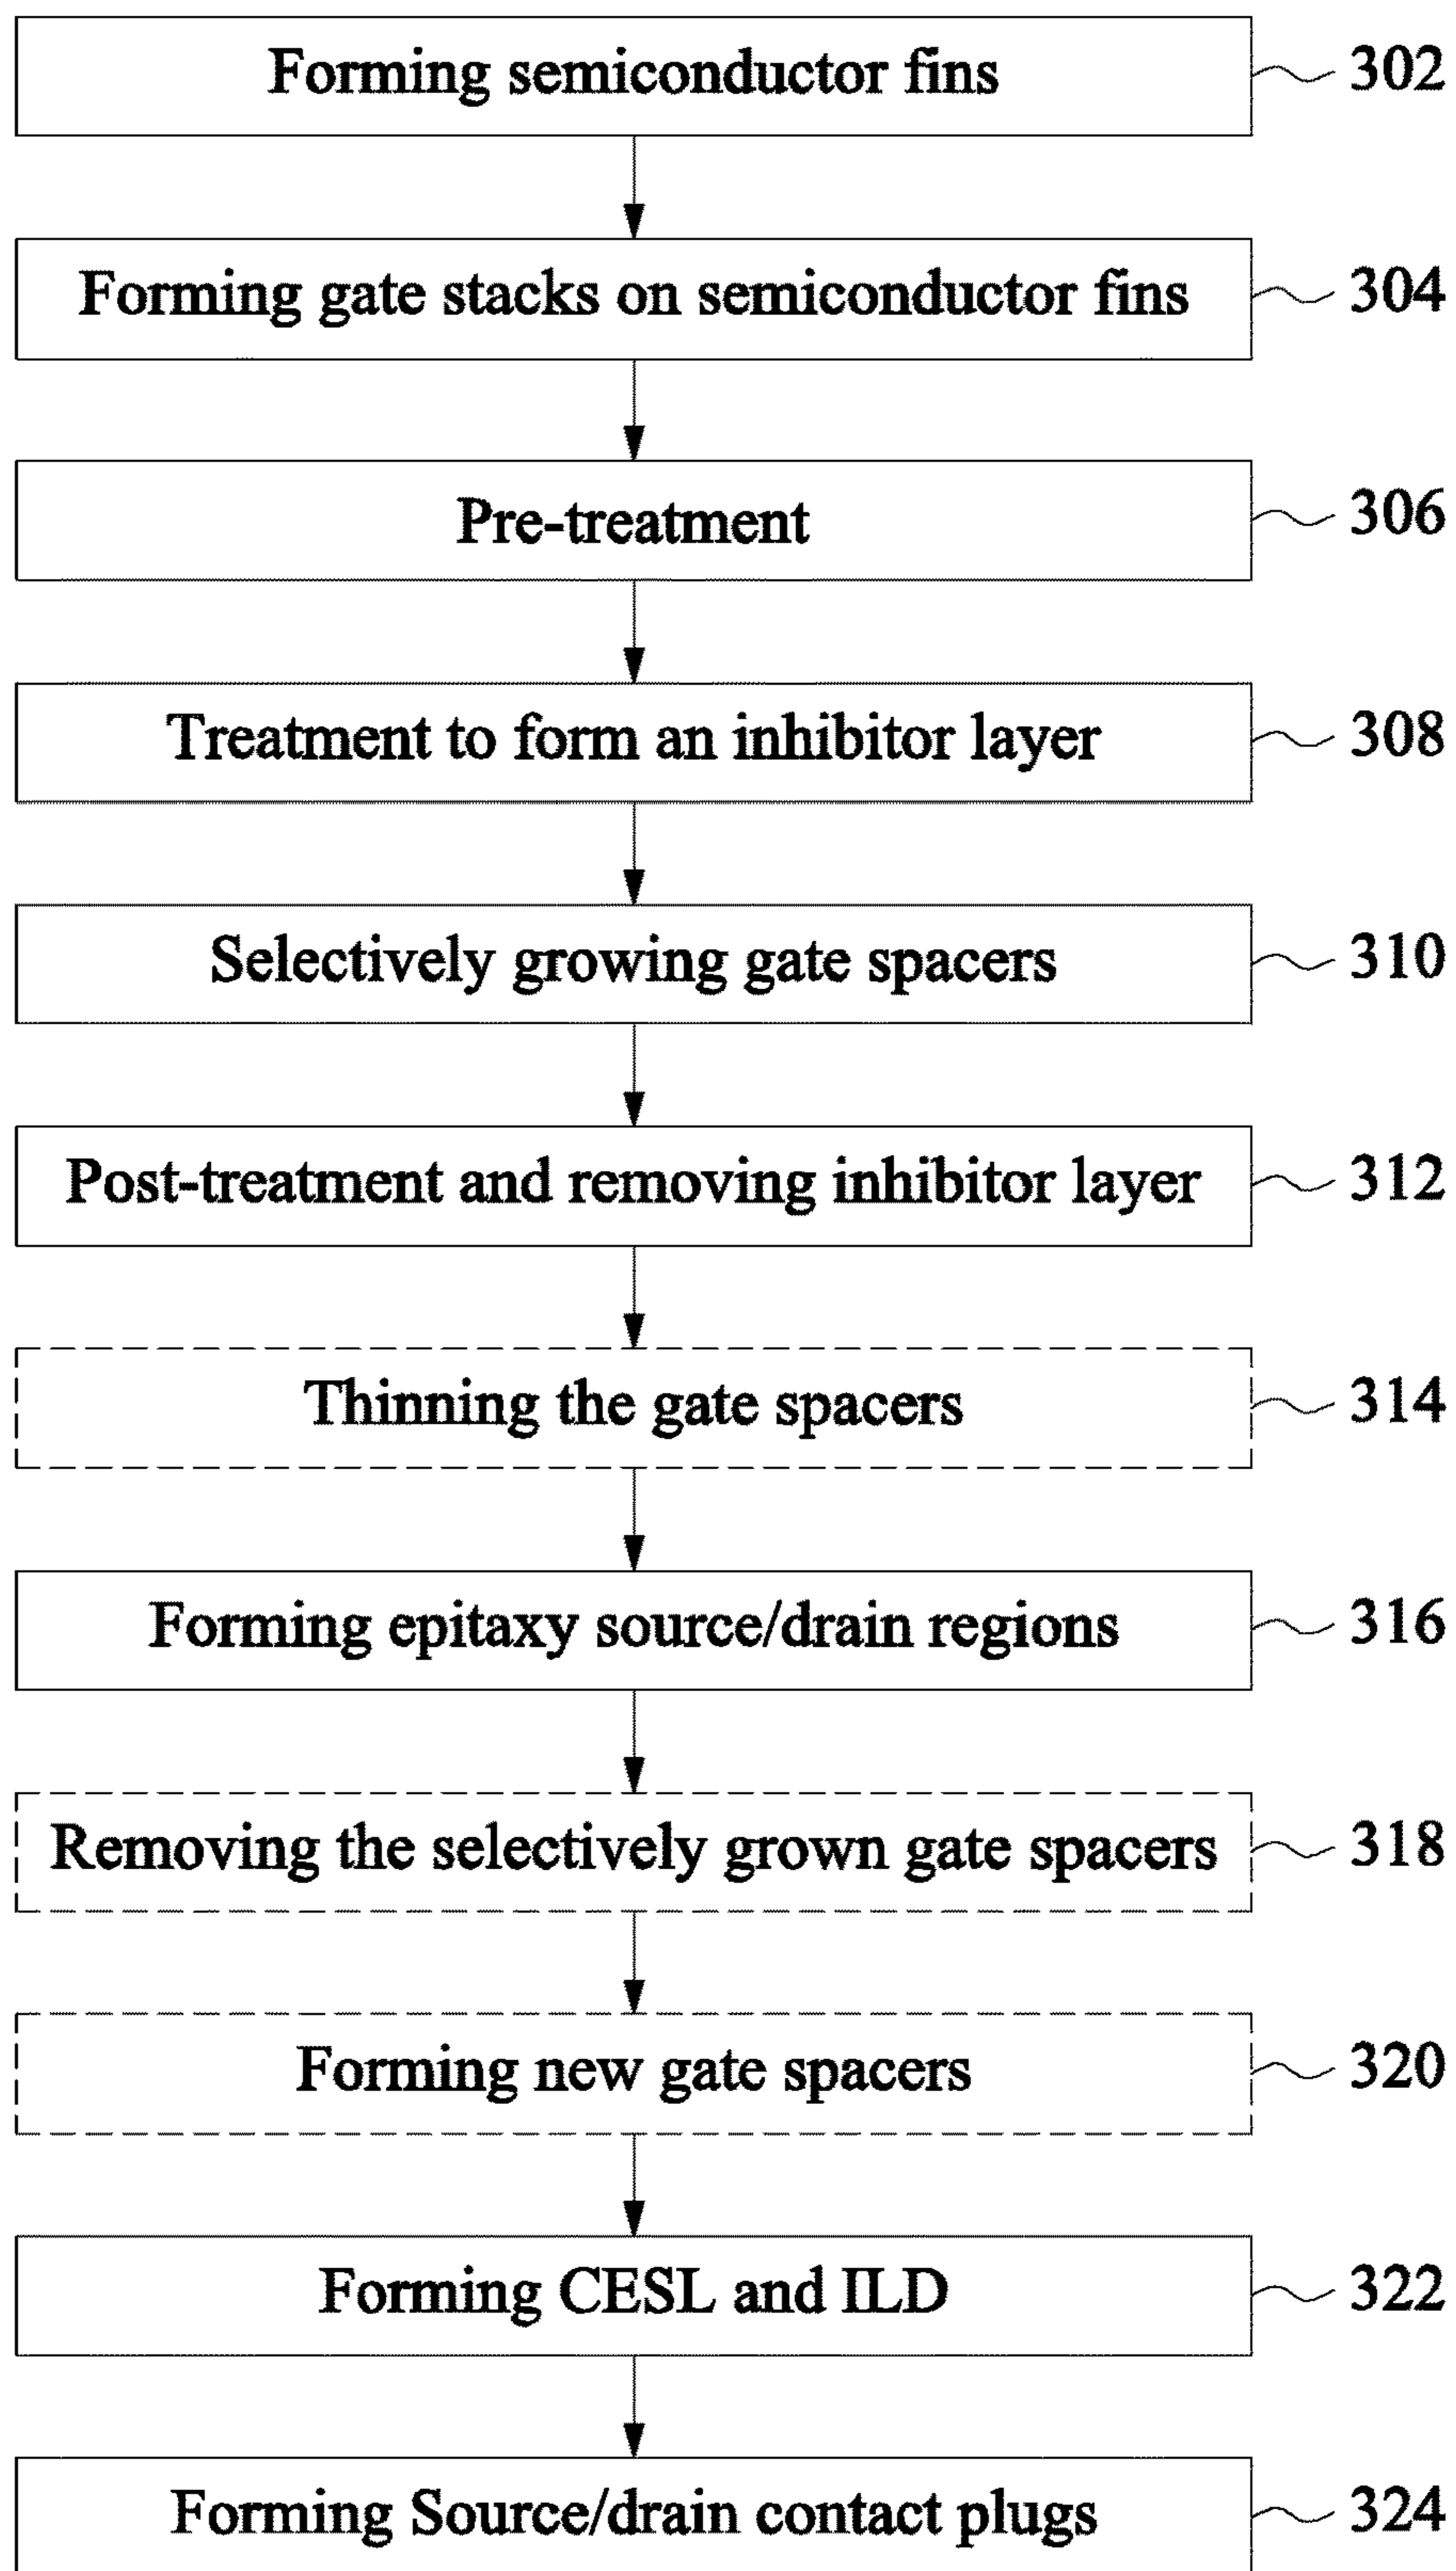 Forming semiconductor fins 302
Forming gate stacks on semiconductor fins 304
Pre-treatment 306
Treatment to form an inhibitor layer 308
Selectively growing gate spacers 310
Post-treatment and removing inhibitor layer 312
Thinning the gate spacers 314
Forming epitaxy source/drain regions 316
Removing the selectively grown gate spacers 318
Forming new gate spacers 320
Forming CESL and ILD 322
Forming Source/drain contact plugs 324